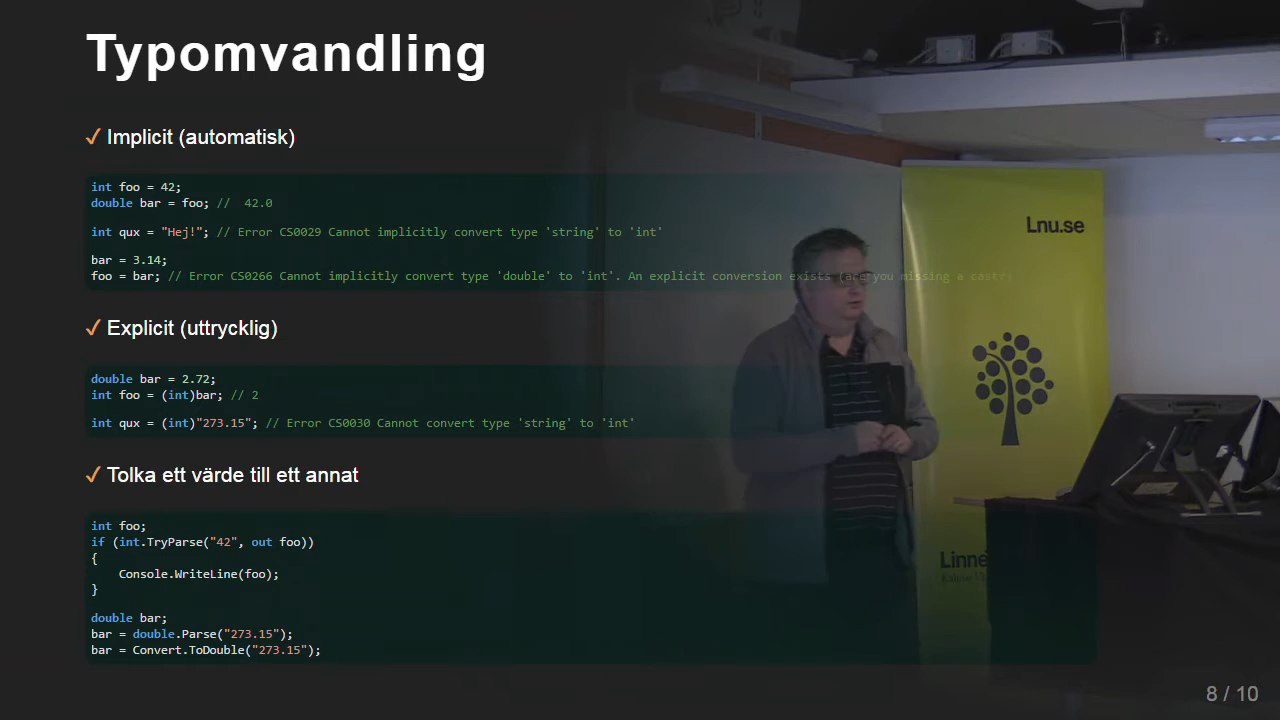 Typomvandling
✓ Implicit (automatisk)
int foo = 42;
double bar = foo; //  42.0
int qux = "Hej!"; // Error CS0029 Cannot implicitly convert type 'string' to 'int'
bar = 3.14;
foo = bar; // Error CS0266 Cannot implicitly convert type 'double' to 'int'. An explicit conversion exists (are you missing a cast?
✓ Explicit (uttrycklig)
double bar = 2.72;
int foo = (int)bar; // 2
int qux = (int)"273.15"; // Error CS0030 Cannot convert type 'string' to 'int'
✓ Tolka ett värde till ett annat
int foo;
if (int.TryParse("42", out foo))
{
    Console.WriteLine(foo);
}
double bar;
bar = double.Parse("273.15");
bar = Convert.ToDouble("273.15");
Lnu.se
8 / 10